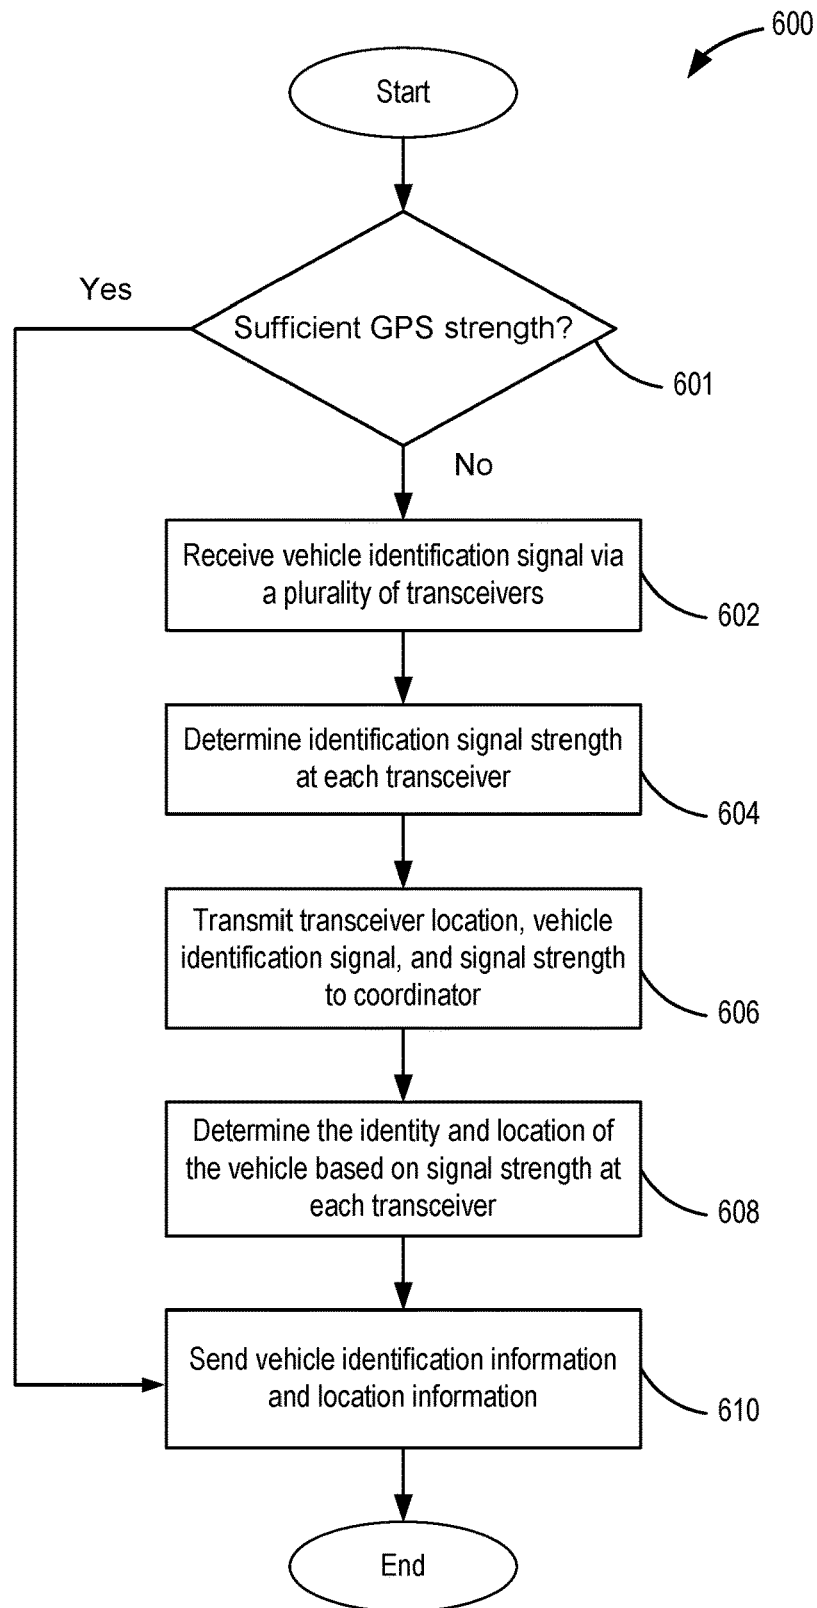 600
Start
Yes
Sufficient GPS strength?
601
No
Receive vehicle identification signal via
a plurality of transceivers
602
Determine identification signal strength
at each transceiver
604
Transmit transceiver location, vehicle
identification signal, and signal strength
to coordinator
606
Determine the identity and location of
the vehicle based on signal strength at
each transceiver
608
Send vehicle identification information
and location information
610
End